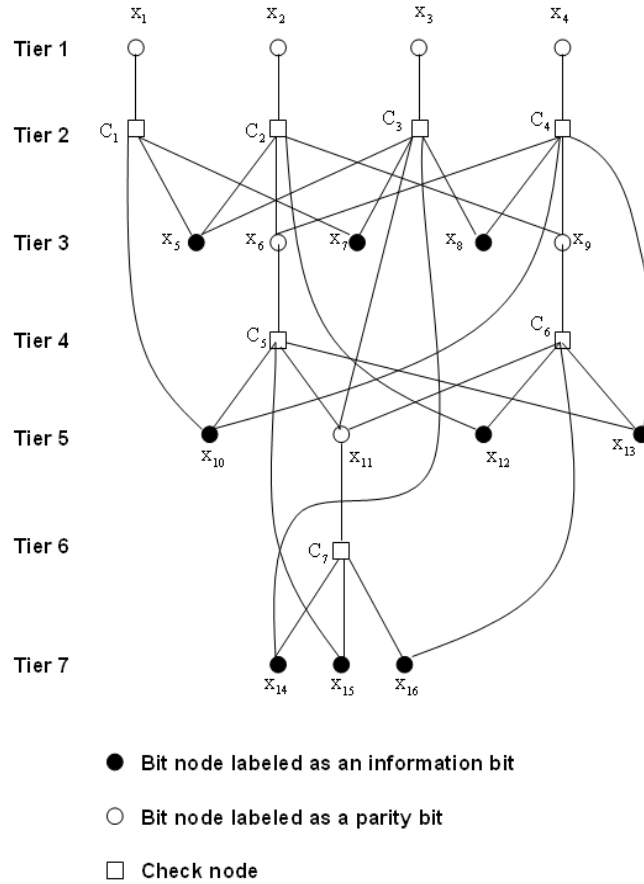 x₁ x₂ x₃ x₄
Tier 1
Tier 2 C₁ C₂ C₃ C₄
Tier 3 x₅ x₆ x₇ x₈ x₉
Tier 4 C₅ C₆
Tier 5
x₁₀ x₁₁ x₁₂ x₁₃
Tier 6 C₇
Tier 7
x₁₄ x₁₅ x₁₆
Bit node labeled as an information bit
Bit node labeled as a parity bit
Check node